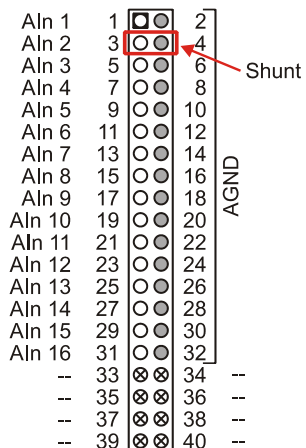 AIn 1 1 2
AIn 2 3 4
AIn 3 5 6 Shunt
AIn 4 7 8
AIn 5 9 10
AIn 6 11 12
AIn 7 13 14
AIn 8 15 16
AIn 9 17 18
AIn 10 19 20
AIn 11 21 22
AIn 12 23 24
AIn 13 25 26
AIn 14 27 28
AIn 15 29 30
AIn 16 31 32
-- 33 34 --
-- 35 36 --
-- 37 38 --
-- 39 40 --
AGND